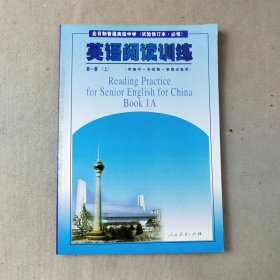 全日制普通高级中学(试验修订本·必修)
英语阅读训练
第一册(上)
(供高中一年级第一学期试验用)
Reading Practice
for Senior English for China
Book 1A
人民教育出版社